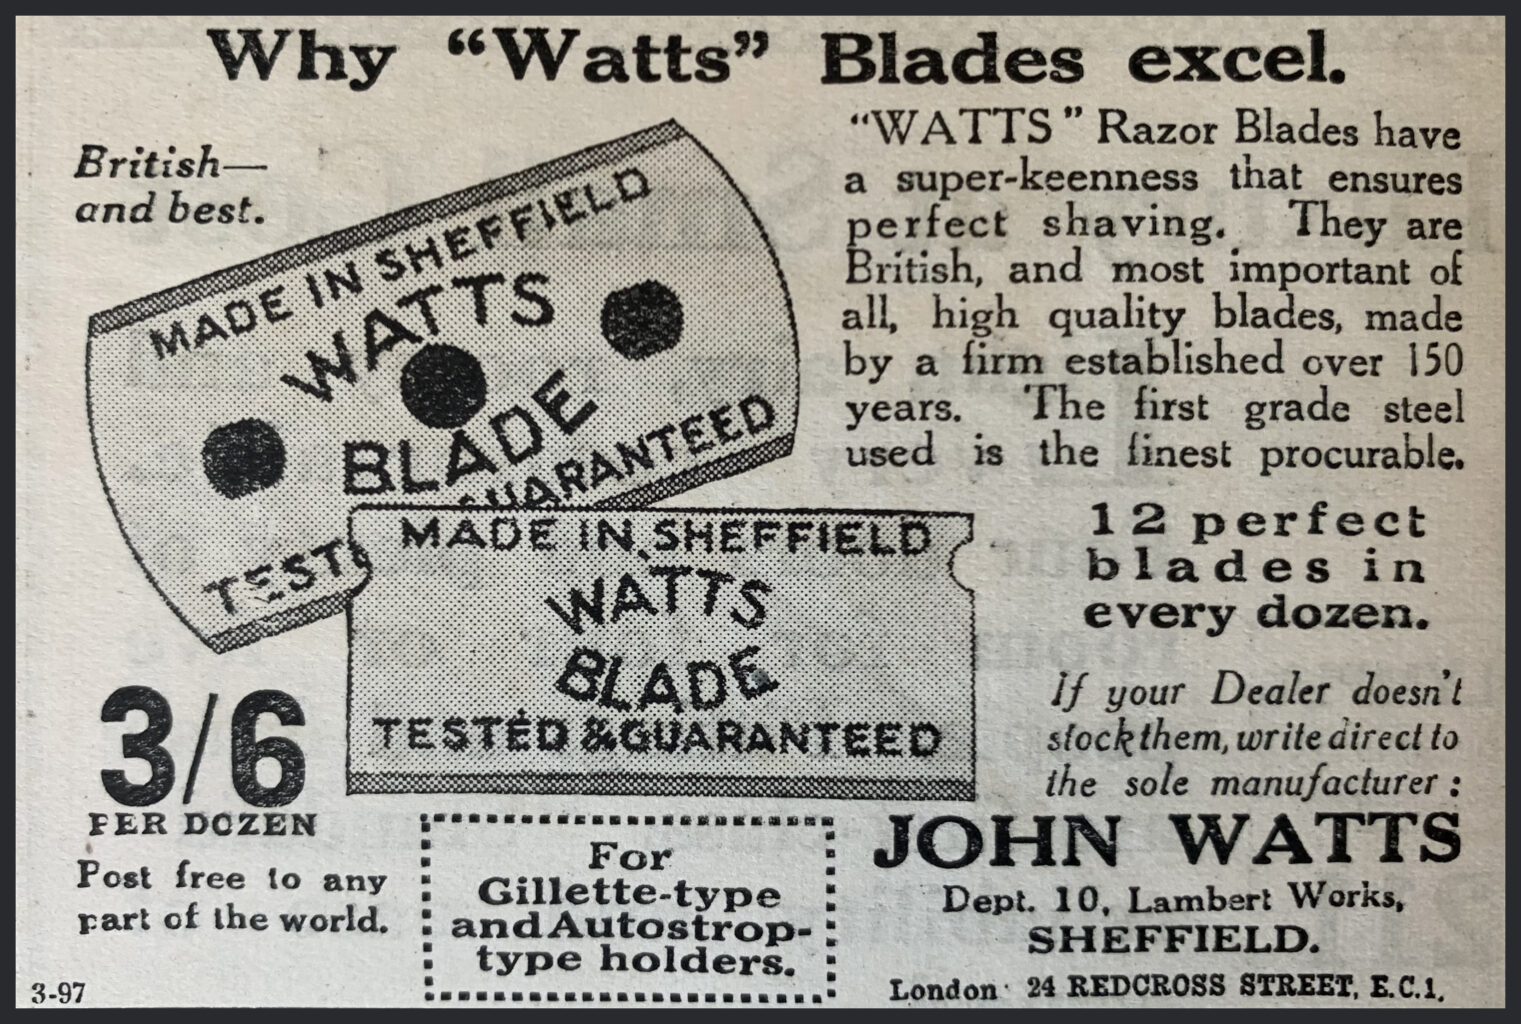 Why "Watts" Blades excel.
British—
and best.
MADE IN SHEFFIELD
WATTS
BLADE
TESTED GUARANTEED
MADE IN SHEFFIELD
WATTS
BLADE
TESTED & GUARANTEED
"WATTS" Razor Blades have
a super-keenness that ensures
perfect shaving. They are
British, and most important of
all, high quality blades, made
by a firm established over 150
years. The first grade steel
used is the finest procurable.
12 perfect
blades in
every dozen.
If your Dealer doesn't
stock them, write direct to
the sole manufacturer:
JOHN WATTS
Dept. 10, Lambert Works,
SHEFFIELD.
London 24 REDCROSS STREET, E.C.1.
3/6
PER DOZEN
Post free to any
part of the world.
For
Gillette-type
and Autostrop-
type holders.
3-97